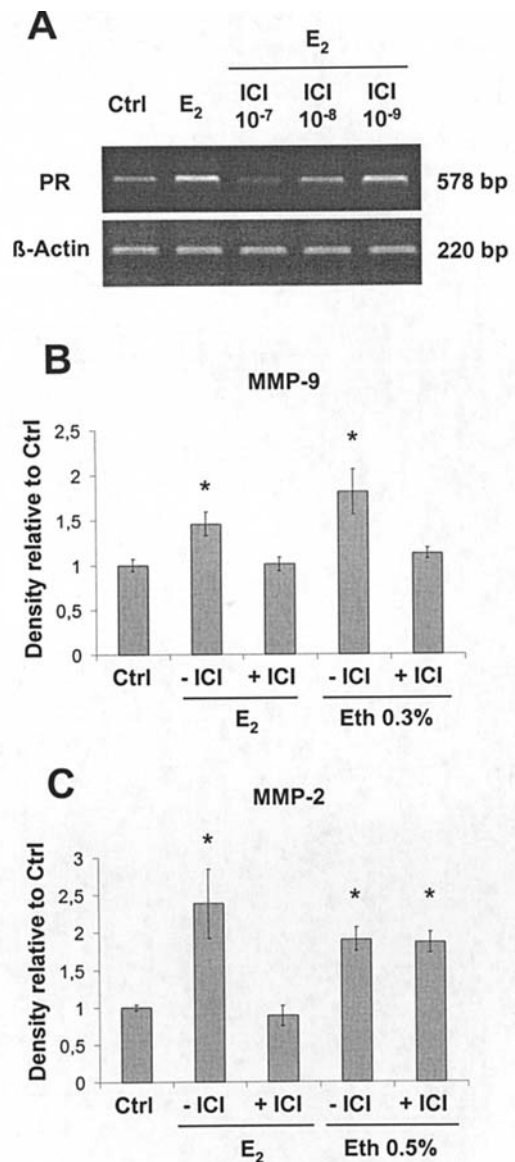 A
E₂
Ctrl E₂ ICI ICI ICI
10⁻⁷ 10⁻⁸ 10⁻⁹
PR 578 bp
ß-Actin 220 bp
B
MMP-9
Density relative to Ctrl
2,5
2
1,5
1
0,5
0
* *
Ctrl - ICI + ICI - ICI + ICI
E₂ Eth 0.3%
C
MMP-2
Density relative to Ctrl
3
2,5
2
1,5
1
0,5
0
* * *
Ctrl - ICI + ICI - ICI + ICI
E₂ Eth 0.5%